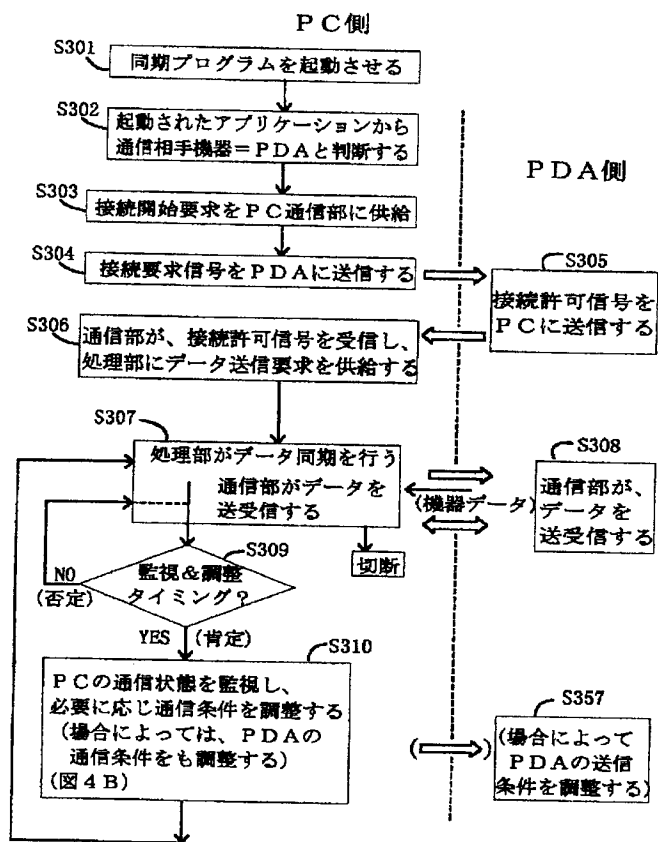 PC側
S301
同期プログラムを起動させる
S302
起動されたアプリケーションから
通信相手機器=PDAと判断する
PDA側
S303
接続開始要求をPC通信部に供給
S304
接続要求信号をPDAに送信する
S305
接続許可信号を
PCに送信する
S306
通信部が、接続許可信号を受信し、
処理部にデータ送信要求を供給する
S307
処理部がデータ同期を行う
通信部がデータを
送受信する
(機器データ)
S308
通信部が、
データを
送受信する
切断
S309
監視&調整
タイミング?
NO
(否定)
YES (肯定)
S310
PCの通信状態を監視し、
必要に応じ通信条件を調整する
(場合によっては、PDAの
通信条件をも調整する)
(図4B)
( )
S357
(場合によって
PDAの送信
条件を調整する)